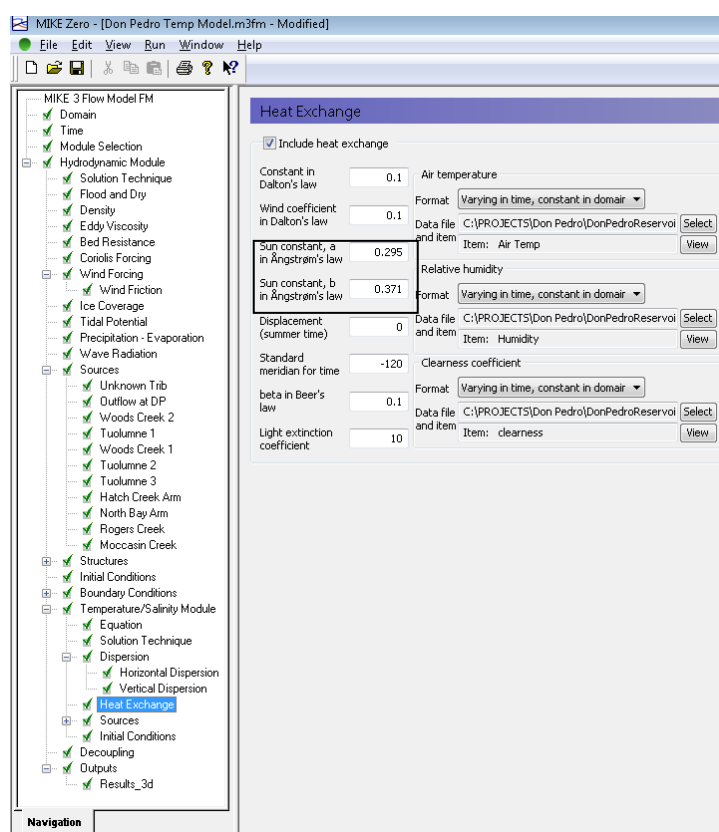 MIKE Zero - [Don Pedro Temp Model.m3fm - Modified]
File Edit View Run Window Help
MIKE 3 Flow Model FM
Domain
Time
Module Selection
Hydrodynamic Module
Solution Technique
Flood and Dry
Density
Eddy Viscosity
Bed Resistance
Coriolis Forcing
Wind Forcing
Wind Friction
Ice Coverage
Tidal Potential
Precipitation - Evaporation
Wave Radiation
Sources
Unknown Trib
Outflow at DP
Woods Creek 2
Tuolumne 1
Woods Creek 1
Tuolumne 2
Tuolumne 3
Hatch Creek Arm
North Bay Arm
Rogers Creek
Moccasin Creek
Structures
Initial Conditions
Boundary Conditions
Temperature/Salinity Module
Equation
Solution Technique
Dispersion
Horizontal Dispersion
Vertical Dispersion
Heat Exchange
Sources
Initial Conditions
Decoupling
Outputs
Results_3d
Navigation
Heat Exchange
Include heat exchange
Constant in
Dalton's law
0.1
Wind coefficient
in Dalton's law
0.1
Sun constant, a
in Ångstrøm's law
0.295
Sun constant, b
in Ångstrøm's law
0.371
Displacement
(summer time)
0
Standard
meridian for time
-120
beta in Beer's
law
0.1
Light extinction
coefficient
10
Air temperature
Format Varying in time, constant in domair
Data file C:\PROJECTS\Don Pedro\DonPedroReservoi Select
and item
Item: Air Temp View
Relative humidity
Format Varying in time, constant in domair
Data file C:\PROJECTS\Don Pedro\DonPedroReservoi Select
and item
Item: Humidity View
Clearness coefficient
Format Varying in time, constant in domair
Data file C:\PROJECTS\Don Pedro\DonPedroReservoi Select
and item
Item: clearness View